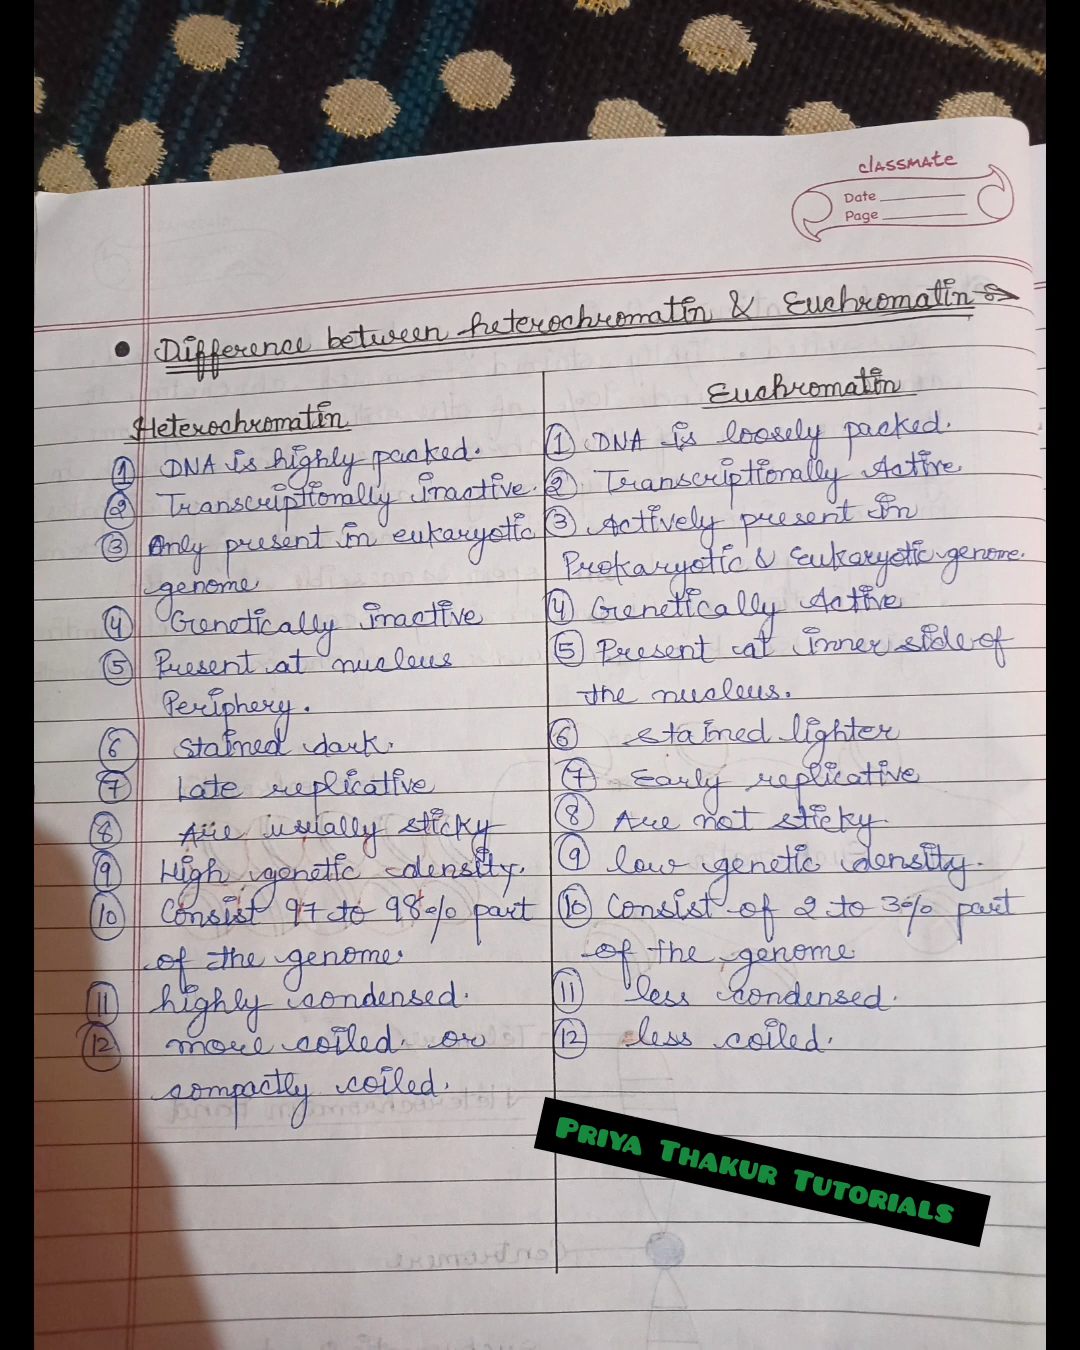 classmate
Date
Page
Difference between heterochromatin & Euchromatin
Heterochromatin
① DNA is highly packed.
② Transcriptionally inactive.
③ Only present in eukaryotic
genome
④ Genetically inactive
⑤ Present at nucleus
Periphery.
⑥ Stained dark.
⑦ Late replicative
⑧ Are usually sticky
⑨ High genetic density.
⑩ Consist 97 to 98% part
of the genome.
⑪ highly condensed.
⑫ more coiled or
compactly coiled.
Euchromatin
① DNA is loosely packed.
② Transcriptionally Active
③ Actively present in
Prokaryotic & Eukaryotic genome.
④ Genetically Active
⑤ Present at inner side of
the nucleus.
⑥ stained lighter
⑦ Early replicative
⑧ Are not sticky
⑨ low genetic density.
⑩ Consist of 2 to 3% part
of the genome
⑪ less condensed.
⑫ less coiled.
PRIYA THAKUR TUTORIALS